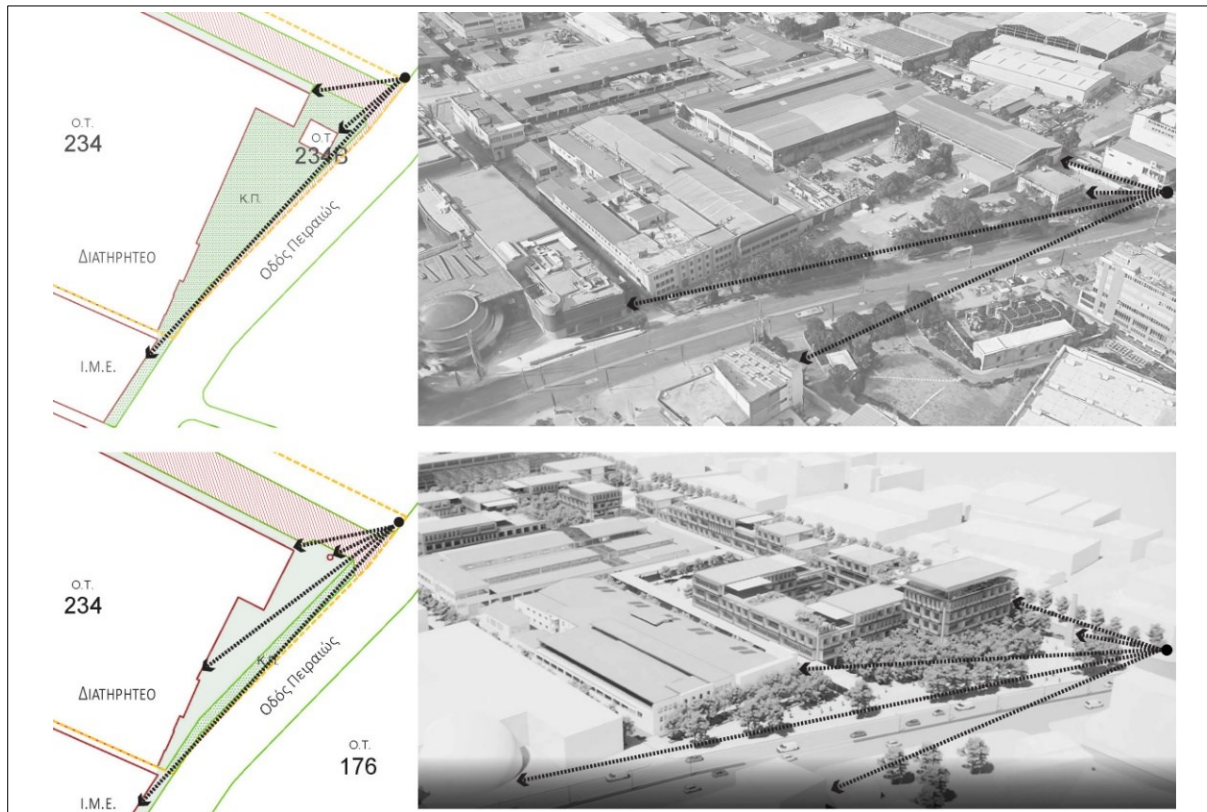 Ο.Τ.
234
Ο.Τ.
234Β
Κ.Π.
Οδός Πειραιώς
ΔΙΑΤΗΡΗΤΕΟ
Ι.Μ.Ε.
Ο.Τ.
234
Κ.Π.
Οδός Πειραιώς
ΔΙΑΤΗΡΗΤΕΟ
Ο.Τ.
176
Ι.Μ.Ε.